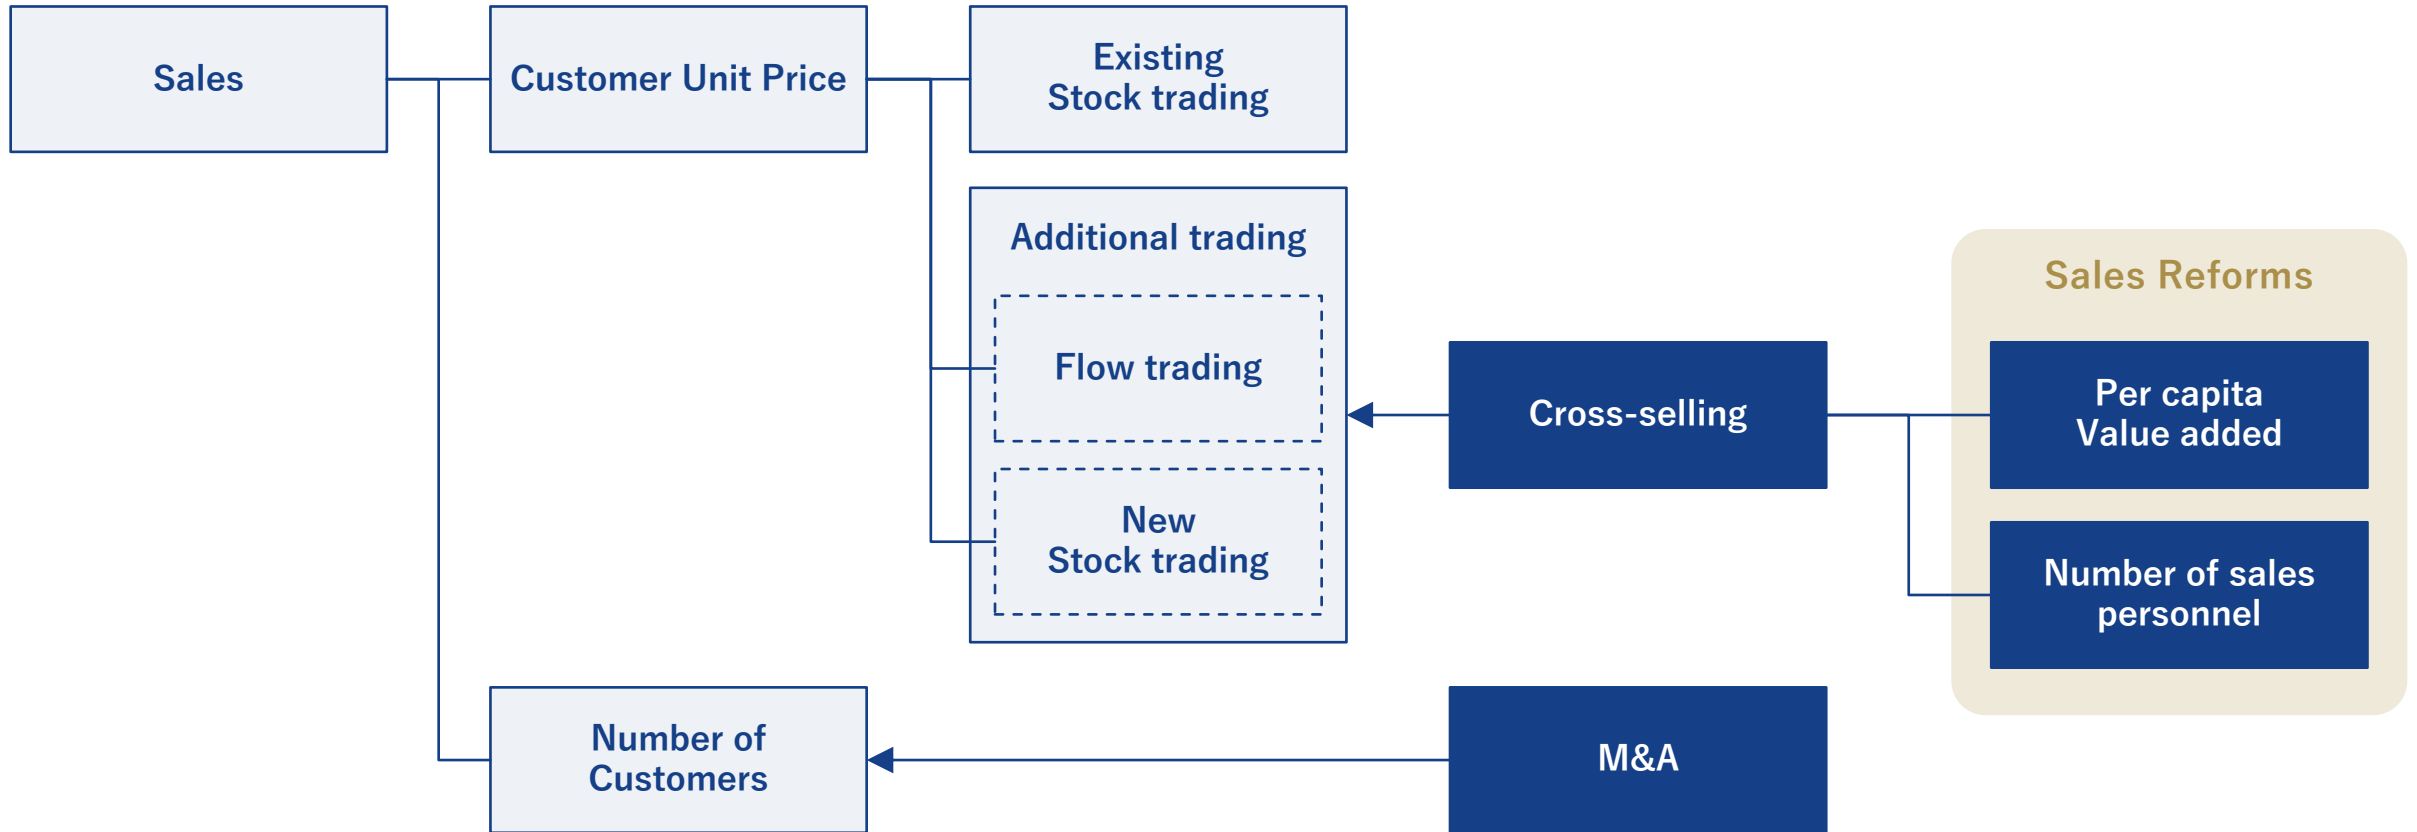 Sales
Customer Unit Price
Existing
Stock trading
Additional trading
Flow trading
New
Stock trading
Cross-selling
Sales Reforms
Per capita
Value added
Number of sales
personnel
Number of
Customers
M&A